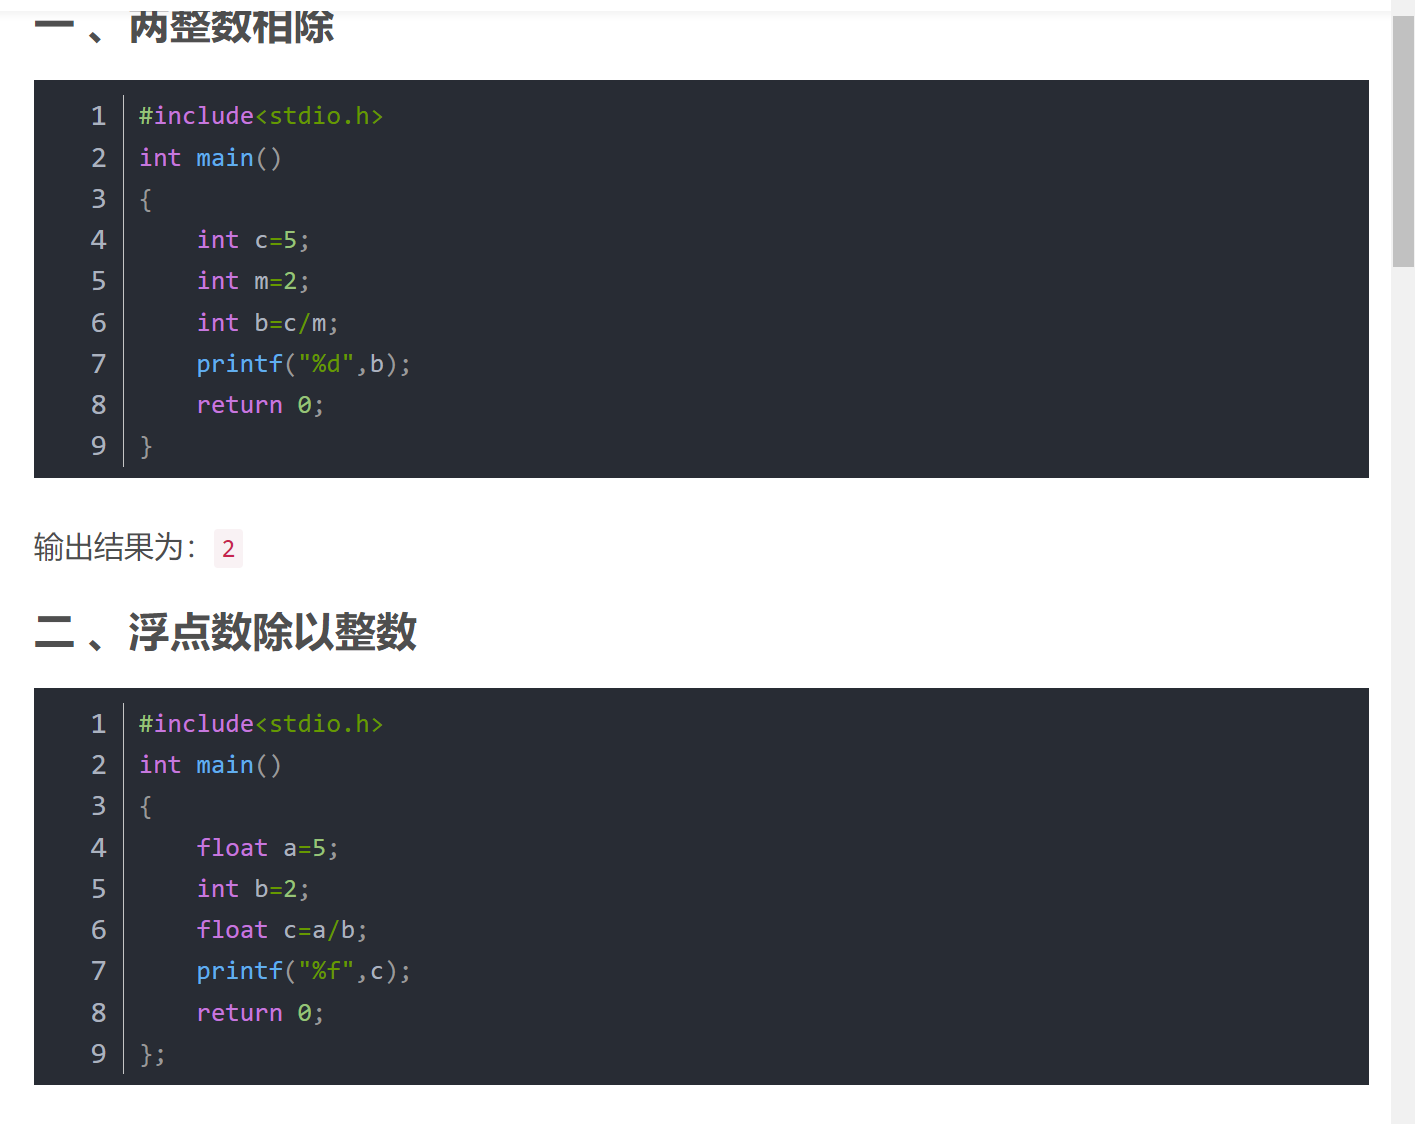 一 、两整数相除
1 #include<stdio.h>
2 int main()
3 {
4     int c=5;
5     int m=2;
6     int b=c/m;
7     printf("%d",b);
8     return 0;
9 }
输出结果为： 2
二 、浮点数除以整数
1 #include<stdio.h>
2 int main()
3 {
4     float a=5;
5     int b=2;
6     float c=a/b;
7     printf("%f",c);
8     return 0;
9 };